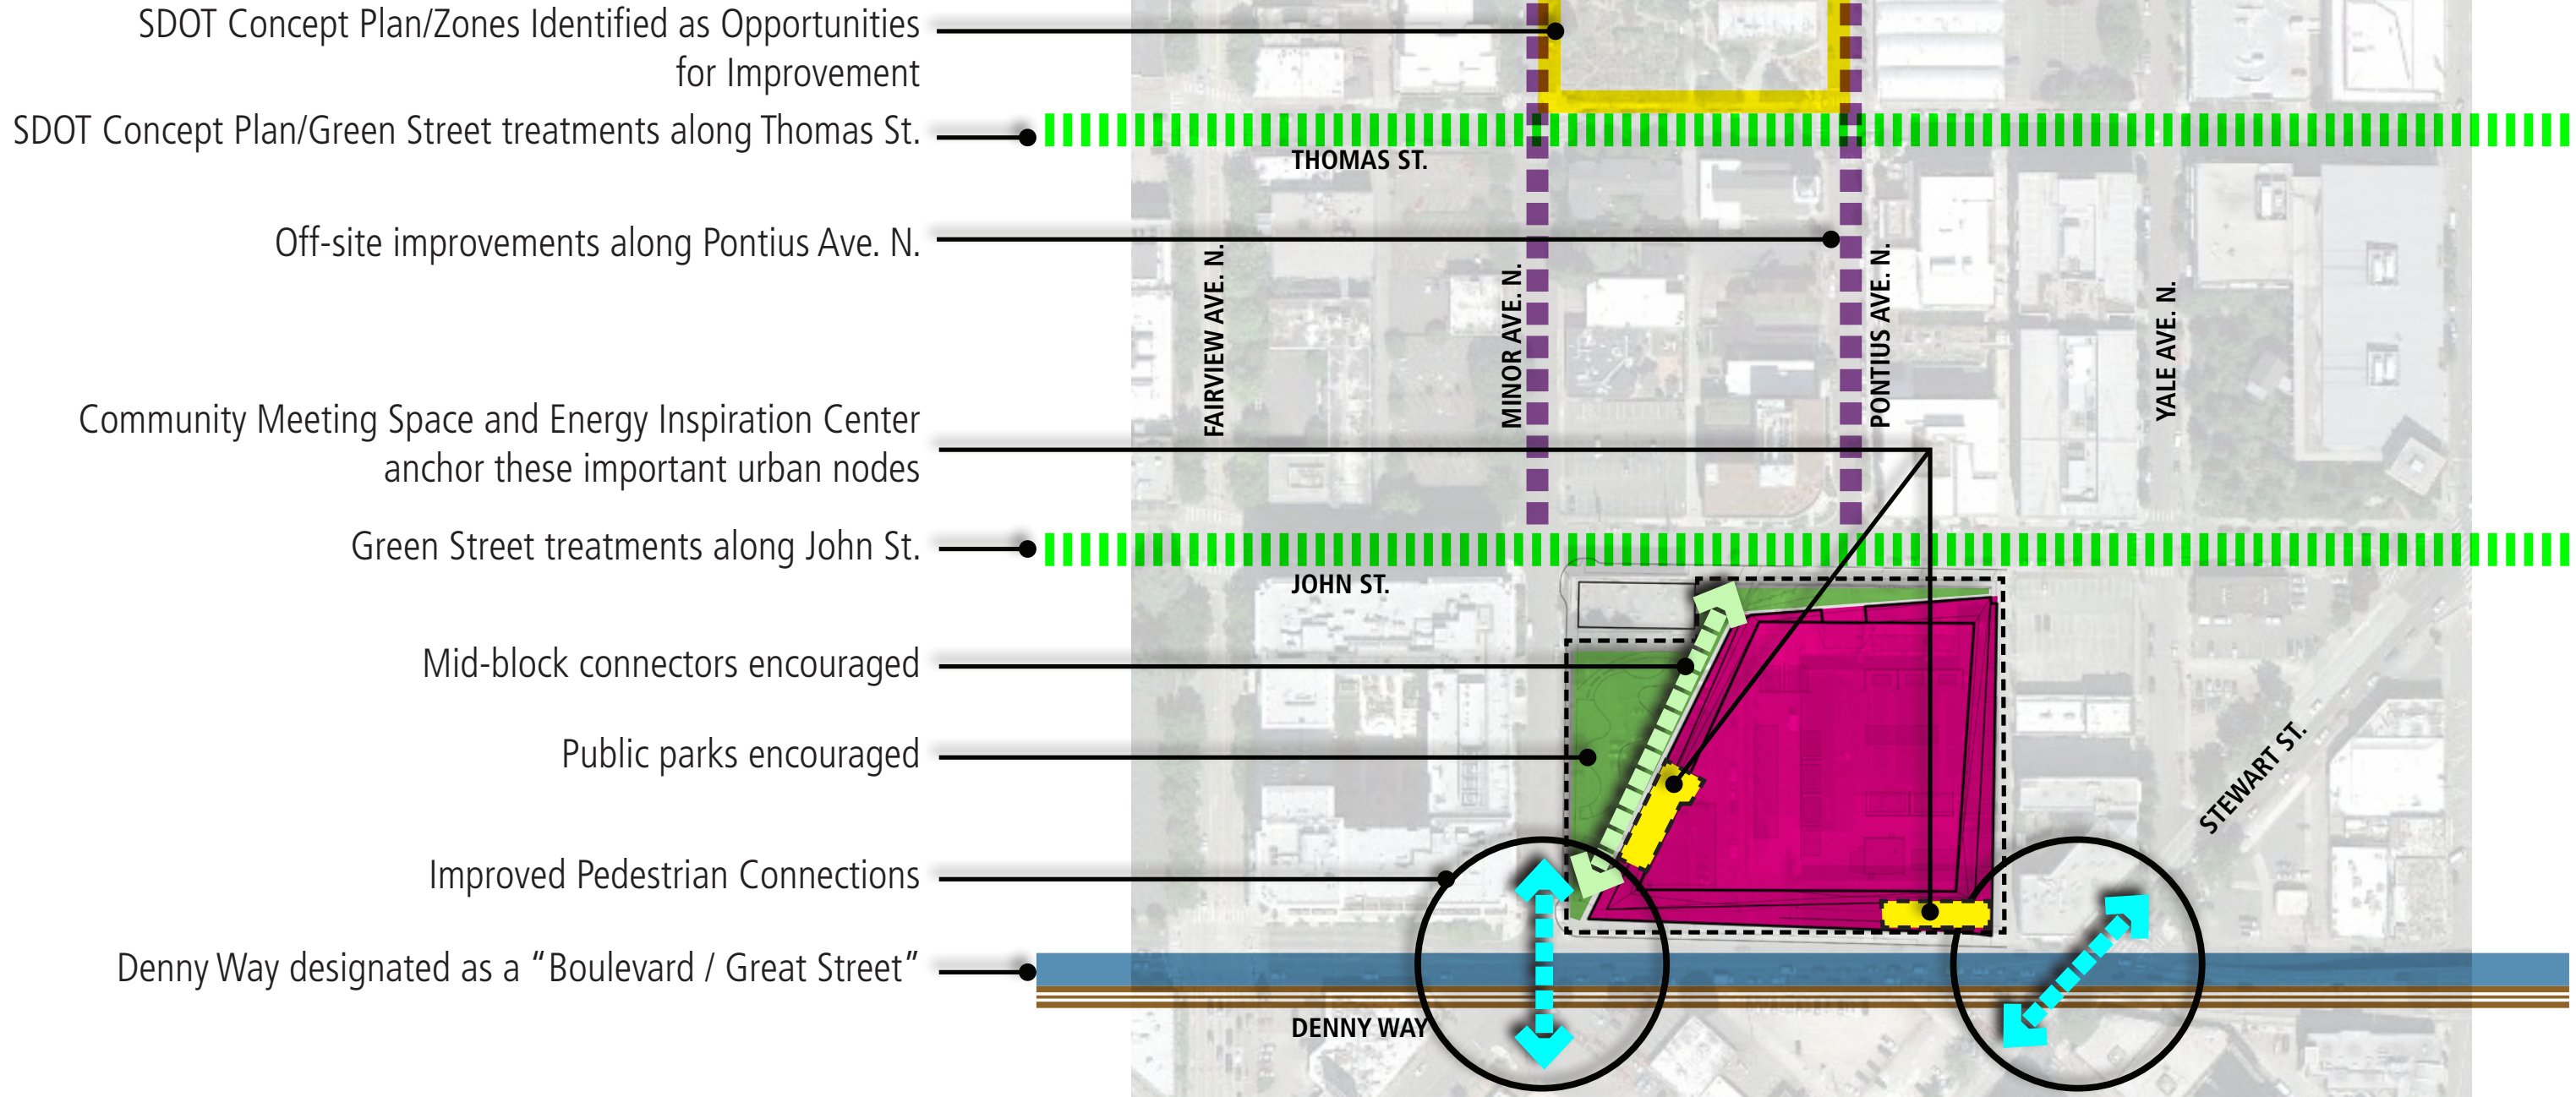 SDOT Concept Plan/Zones Identified as Opportunities
for Improvement
SDOT Concept Plan/Green Street treatments along Thomas St.
THOMAS ST.
Off-site improvements along Pontius Ave. N.
FAIRVIEW AVE. N.
MINOR AVE. N.
PONTIUS AVE. N.
YALE AVE. N.
Community Meeting Space and Energy Inspiration Center
anchor these important urban nodes
Green Street treatments along John St.
JOHN ST.
Mid-block connectors encouraged
Public parks encouraged
STEWART ST.
Improved Pedestrian Connections
Denny Way designated as a “Boulevard / Great Street”
DENNY WAY